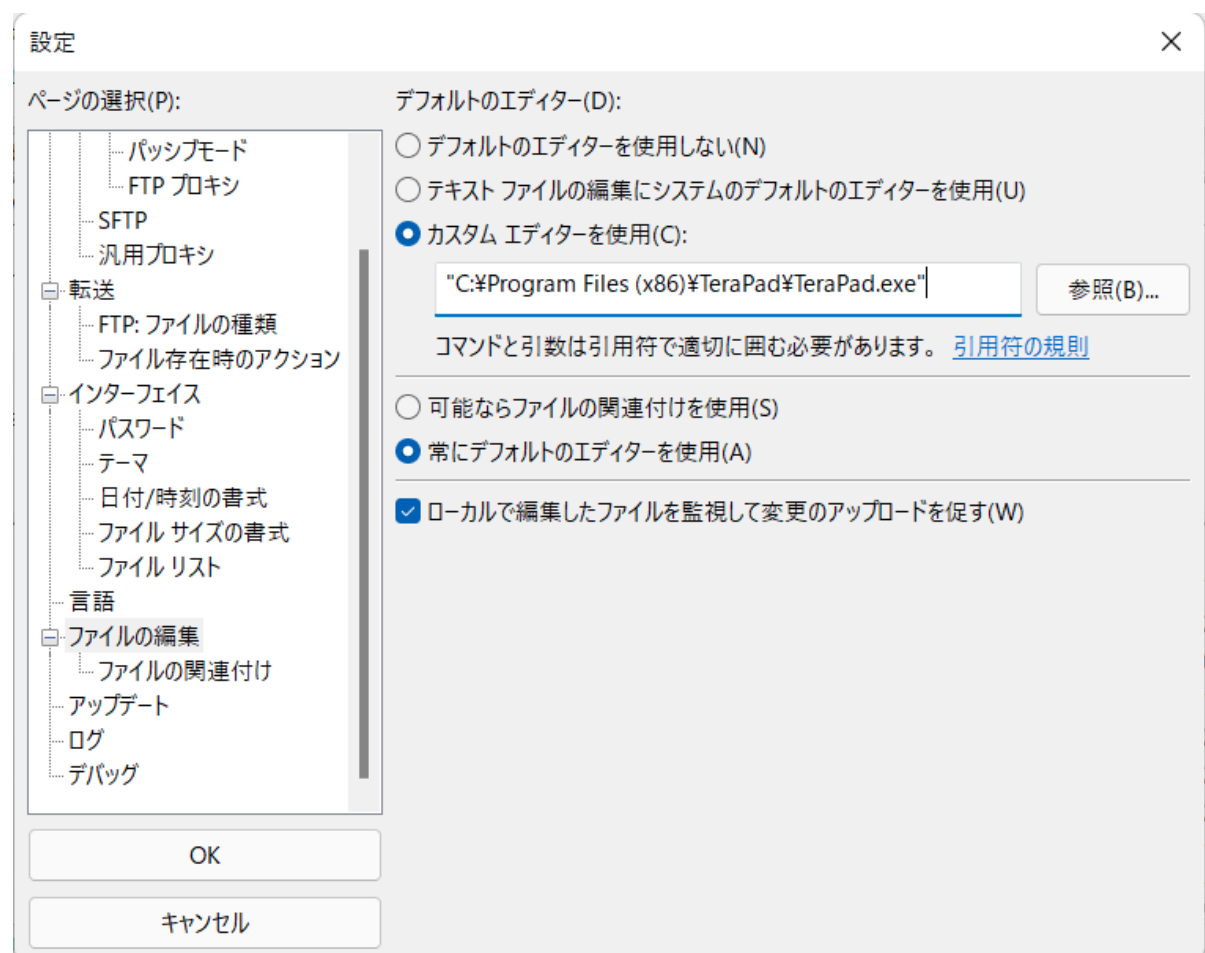 設定
ページの選択(P):
パッシブモード
FTP プロキシ
SFTP
汎用プロキシ
転送
FTP: ファイルの種類
ファイル存在時のアクション
インターフェイス
パスワード
テーマ
日付/時刻の書式
ファイル サイズの書式
ファイル リスト
言語
ファイルの編集
ファイルの関連付け
アップデート
ログ
デバッグ
OK
キャンセル
デフォルトのエディター(D):
デフォルトのエディターを使用しない(N)
テキスト ファイルの編集にシステムのデフォルトのエディターを使用(U)
カスタム エディターを使用(C):
"C:¥Program Files (x86)¥TeraPad¥TeraPad.exe"
参照(B)...
コマンドと引数は引用符で適切に囲む必要があります。 引用符の規則
可能ならファイルの関連付けを使用(S)
常にデフォルトのエディターを使用(A)
ローカルで編集したファイルを監視して変更のアップロードを促す(W)